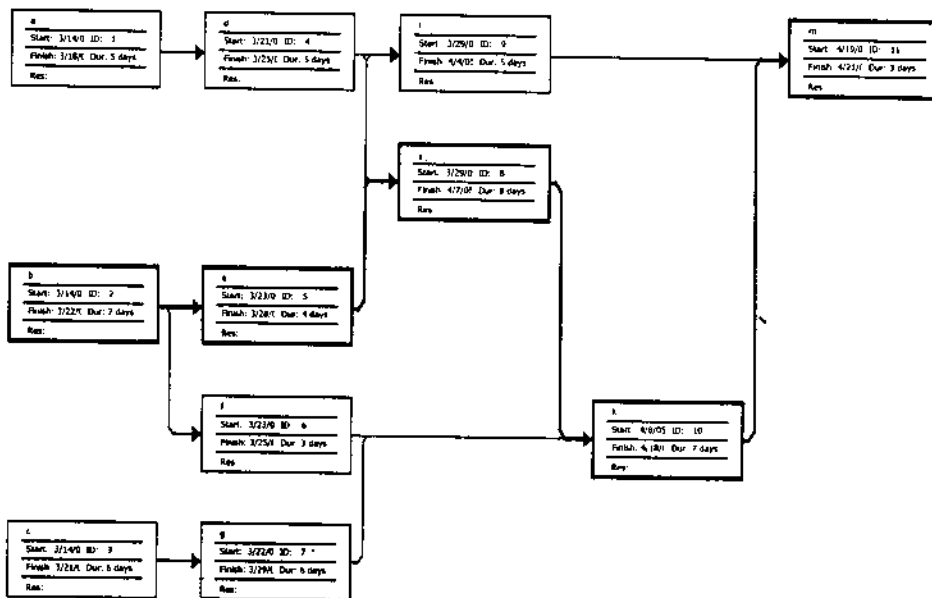 a
Start: 3/14/0 ID: 1
Finish: 3/18/( Dur. 5 days
Res:
d
Start: 3/21/0 ID: 4
Finish: 3/25/( Dur. 5 days
Res.
Start: 3/29/0 ID: 9
Finish 4/4/0! Dur: 5 days
Res
m
Start 4/19/0 ID: 11
Finish 4/21/( Dur: 3 days
Res
Start: 3/29/0 ID: 8
Finish 4/7/0! Dur: 8 days
Res
b
Start: 3/14/0 ID: 2
Finish: 3/22/( Dur: 7 days
Res:
Start: 3/23/0 ID: 5
Finish: 3/28/( Dur: 4 days
Res:
f
Start: 3/23/0 ID: 6
Finish: 3/25/( Dur 3 days
Res
k
Start 4/8/05 ID: 10
Finish: 4/18/( Dur 7 days
Res:
c
Start: 3/14/0 ID: 3
Finish: 3/21/( Dur. 6 days
Res:
g
Start: 3/22/0 ID: 7
Finish: 3/29/( Dur: 6 days
Res: